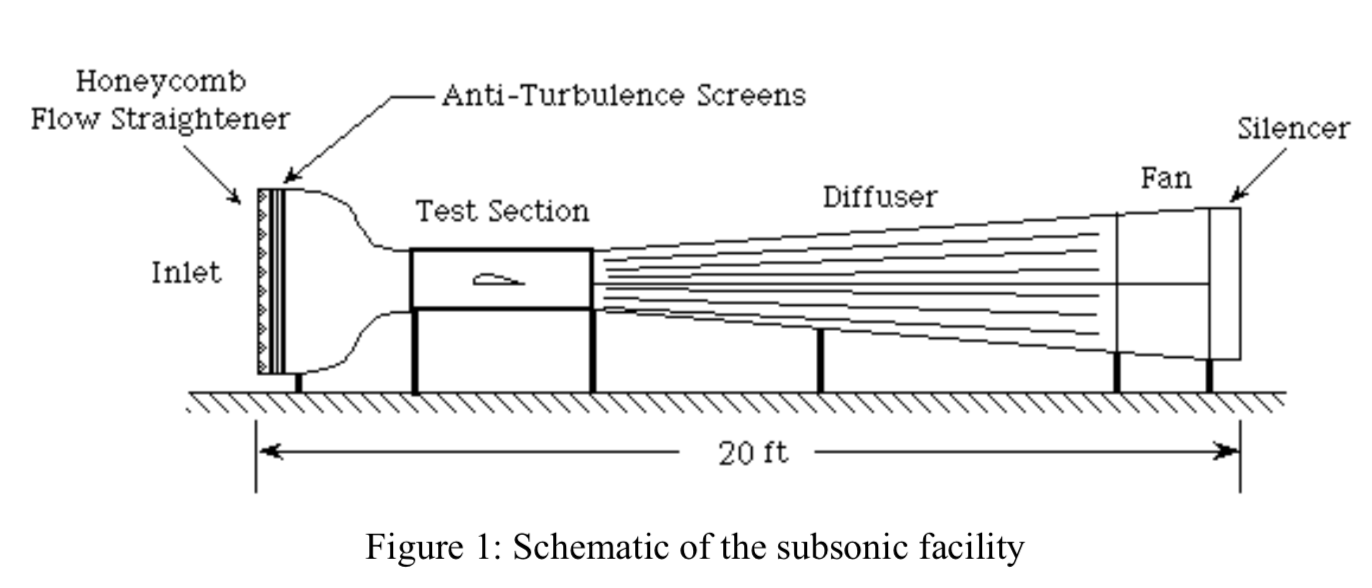 Honeycomb
Flow Straightener
Anti-Turbulence Screens
Silencer
Fan
Diffuser
Test Section
Inlet
20 ft
Figure 1: Schematic of the subsonic facility